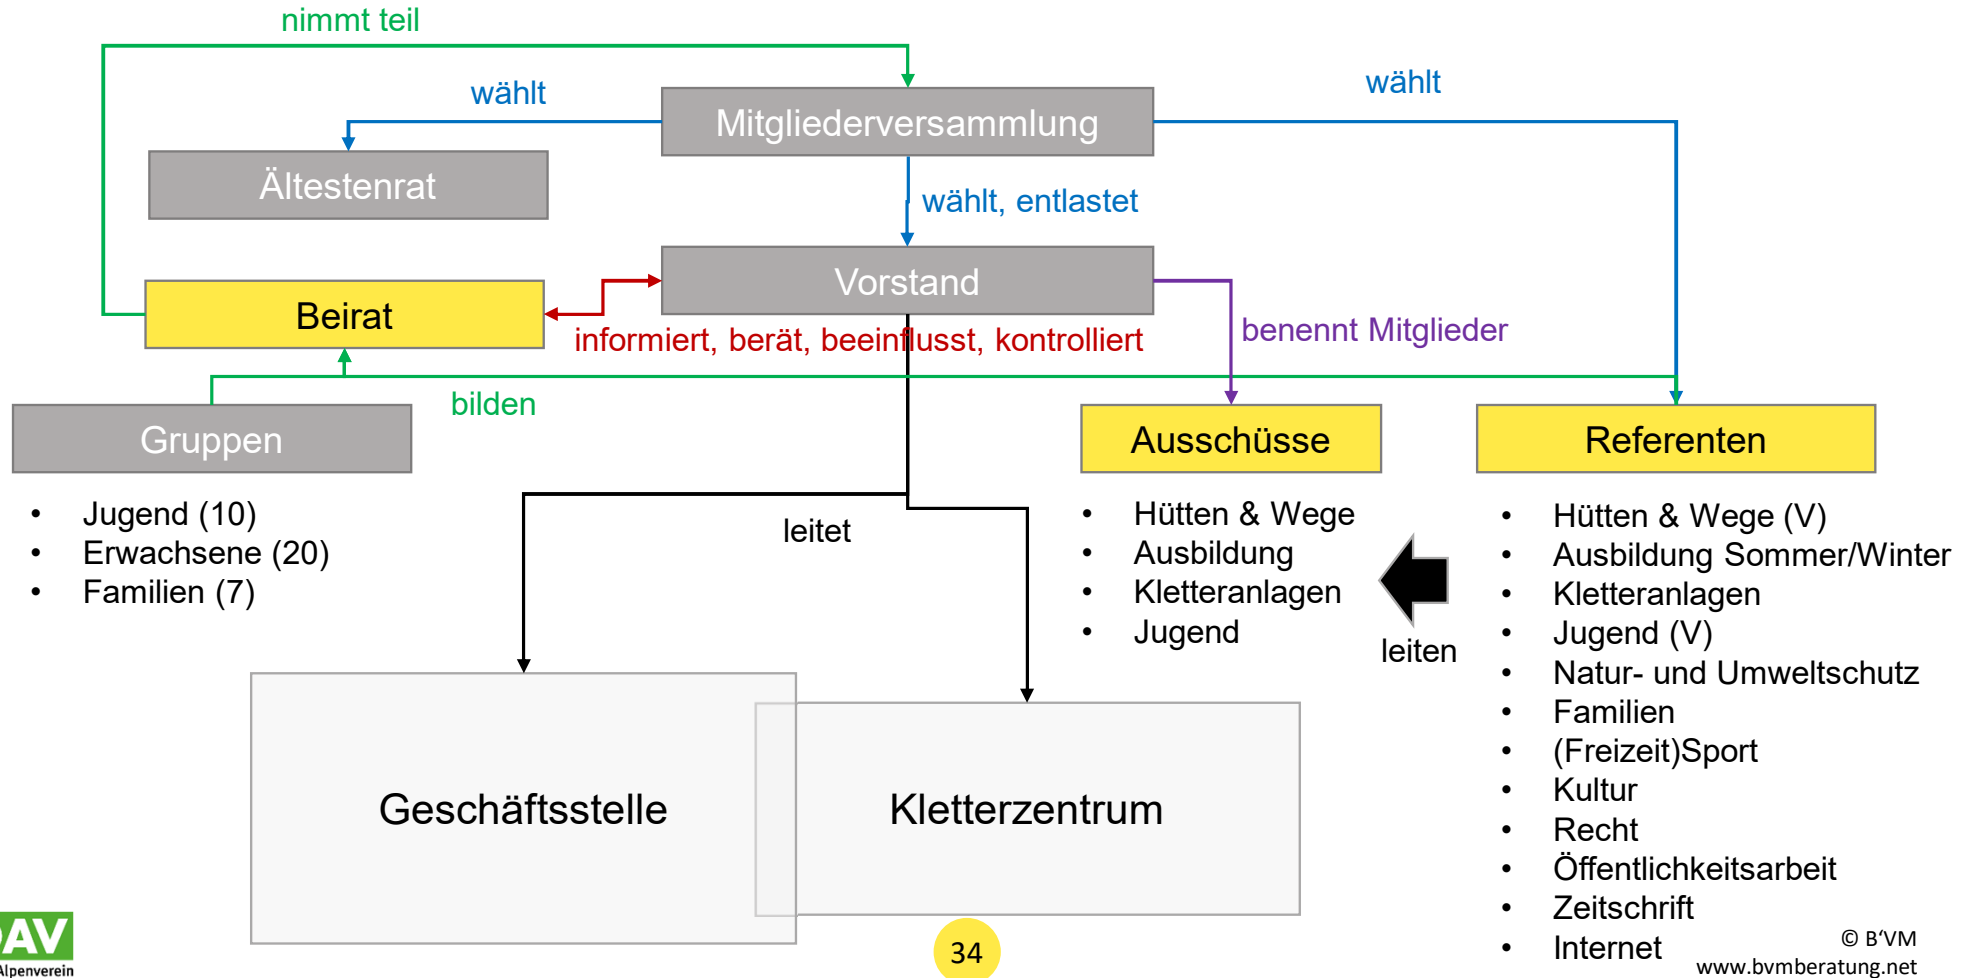 nimmt teil
wählt
wählt
Mitgliederversammlung
Ältestenrat
wählt, entlastet
Vorstand
Beirat
informiert, berät, beeinflusst, kontrolliert
benennt Mitglieder
bilden
Gruppen
Ausschüsse
Referenten
• Jugend (10)
• Erwachsene (20)
• Familien (7)
leitet
• Hütten & Wege
• Ausbildung
• Kletteranlagen
• Jugend
leiten
• Hütten & Wege (V)
• Ausbildung Sommer/Winter
• Kletteranlagen
• Jugend (V)
• Natur- und Umweltschutz
• Familien
• (Freizeit)Sport
• Kultur
• Recht
• Öffentlichkeitsarbeit
• Zeitschrift
• Internet
Geschäftsstelle
Kletterzentrum
DAV
Alpenverein
34
© B‘VM
www.bvmberatung.net